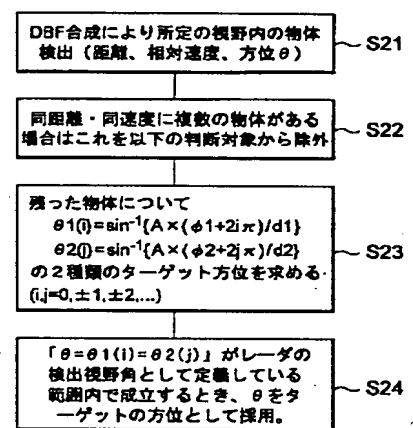 DBF合成により所定の視野内の物体
検出(距離、相対速度、方位θ)
S21
同距離・同速度に複数の物体がある
場合はこれを以下の判断対象から除外
S22
残った物体について
θ1(i)=sin⁻¹{A×(φ1+2iπ)/d1}
θ2(j)=sin⁻¹{A×(φ2+2jπ)/d2}
の2種類のターゲット方位を求める
(i,j=0,±1,±2,...)
S23
「θ=θ1(i)=θ2(j)」がレーダの
検出視野角として定義している
範囲内で成立するとき、θをタ
ーゲットの方位として採用。
S24